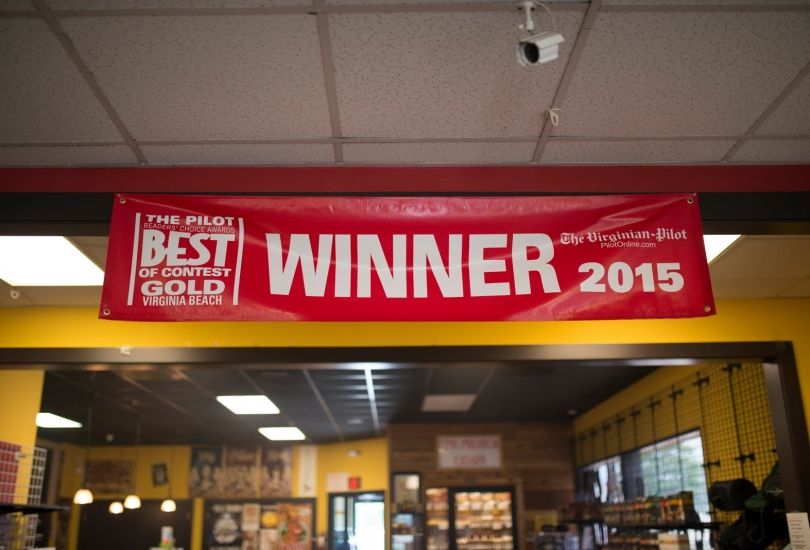 THE PILOT
READERS' CHOICE AWARDS
BEST
OF CONTEST
GOLD
VIRGINIA BEACH
WINNER
The Virginian-Pilot
PilotOnline.com
2015